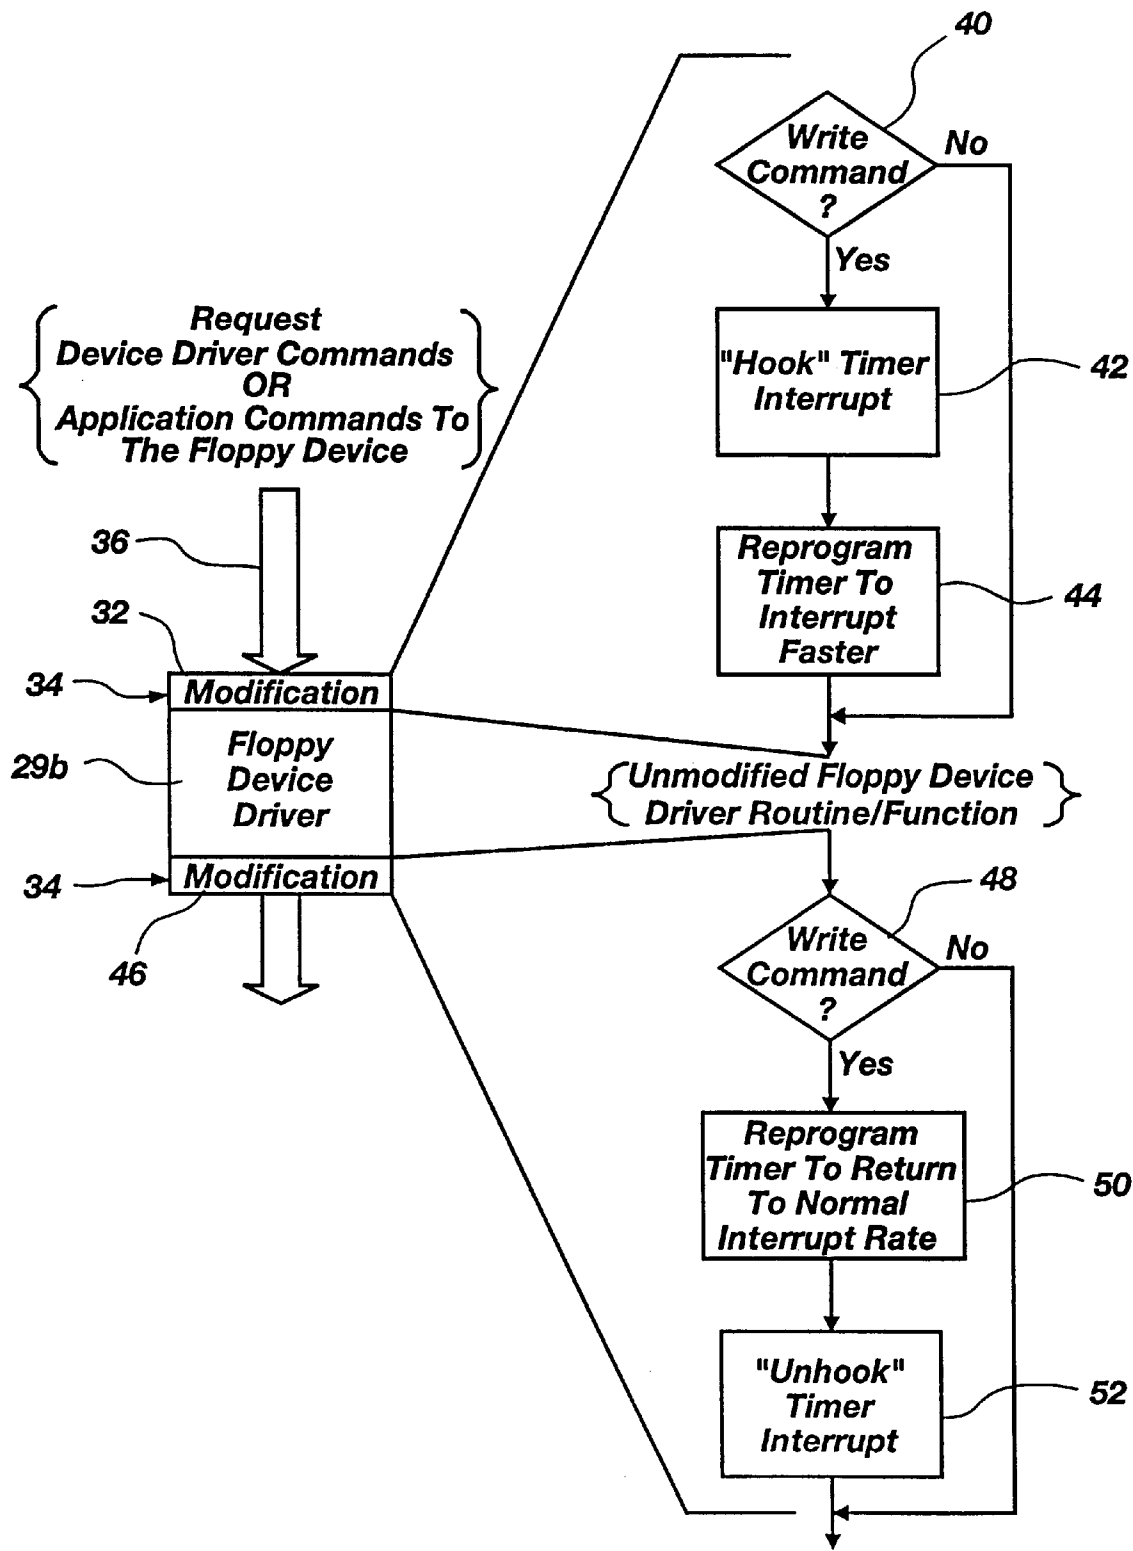 40
Write
Command
?
No
Yes
"Hook" Timer
Interrupt
42
Reprogram
Timer To
Interrupt
Faster
44
Request
Device Driver Commands
OR
Application Commands To
The Floppy Device
36
32
34
Modification
29b
Floppy
Device
Driver
34
Modification
46
Unmodified Floppy Device
Driver Routine/Function
48
Write
Command
?
No
Yes
Reprogram
Timer To Return
To Normal
Interrupt Rate
50
"Unhook"
Timer
Interrupt
52